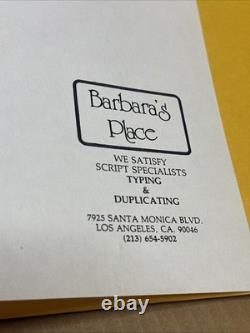 Barbara's
Place
WE SATISFY
SCRIPT SPECIALISTS
TYPING
&
DUPLICATING
7925 SANTA MONICA BLVD.
LOS ANGELES, CA. 90046
(213) 654-5902